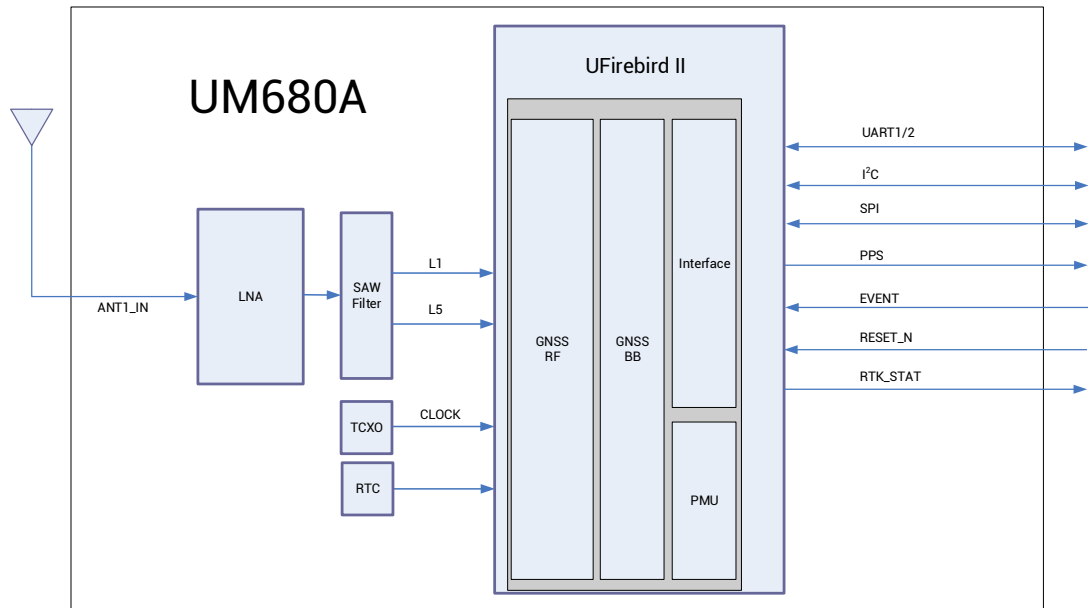 UM680A
UFirebird II
ANT1_IN
LNA
SAW
Filter
L1
L5
TCXO
CLOCK
RTC
GNSS
RF
GNSS
BB
Interface
PMU
UART1/2
I²C
SPI
PPS
EVENT
RESET_N
RTK_STAT